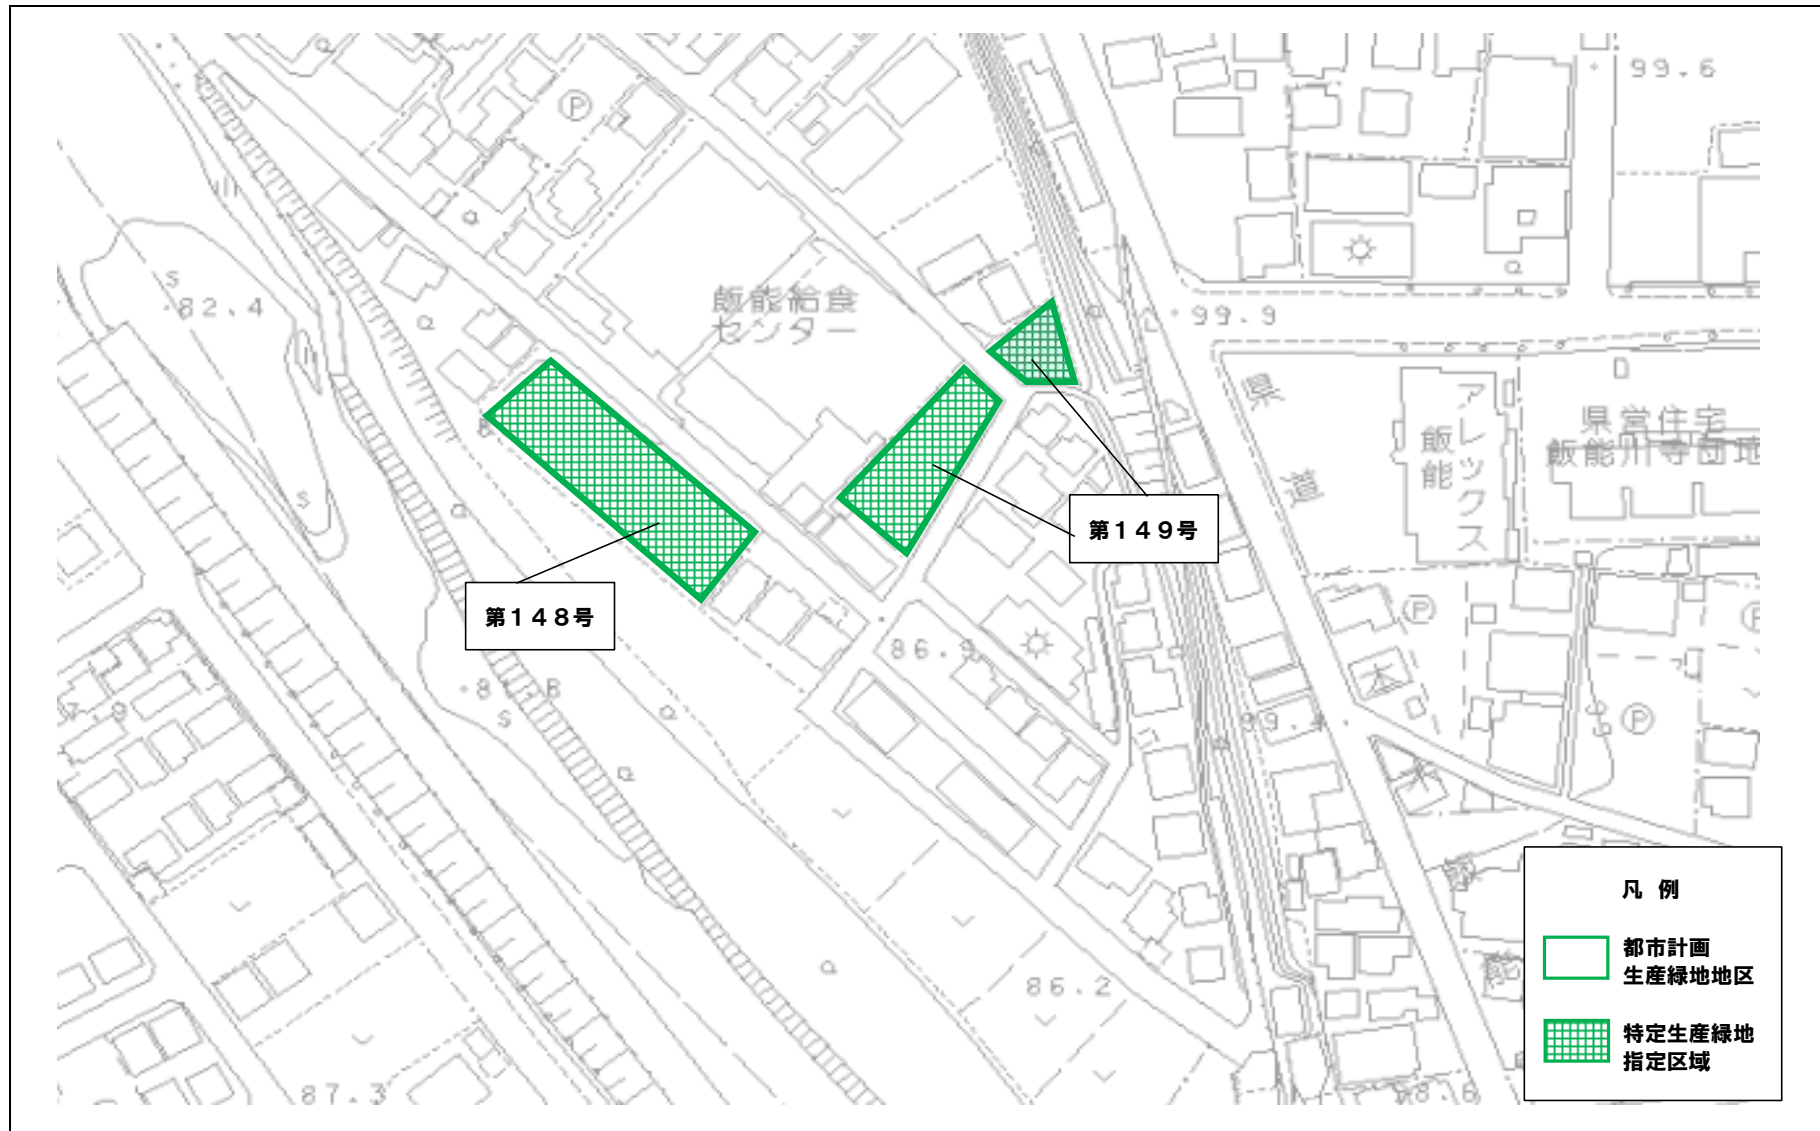 99.6
82.4
飯能給食
センター
99.9
県
道
アレックス
飯能
県営住宅
飯能川寺団地
第149号
第148号
86.9
86.2
87.3
凡 例
都市計画
生産緑地地区
特定生産緑地
指定区域